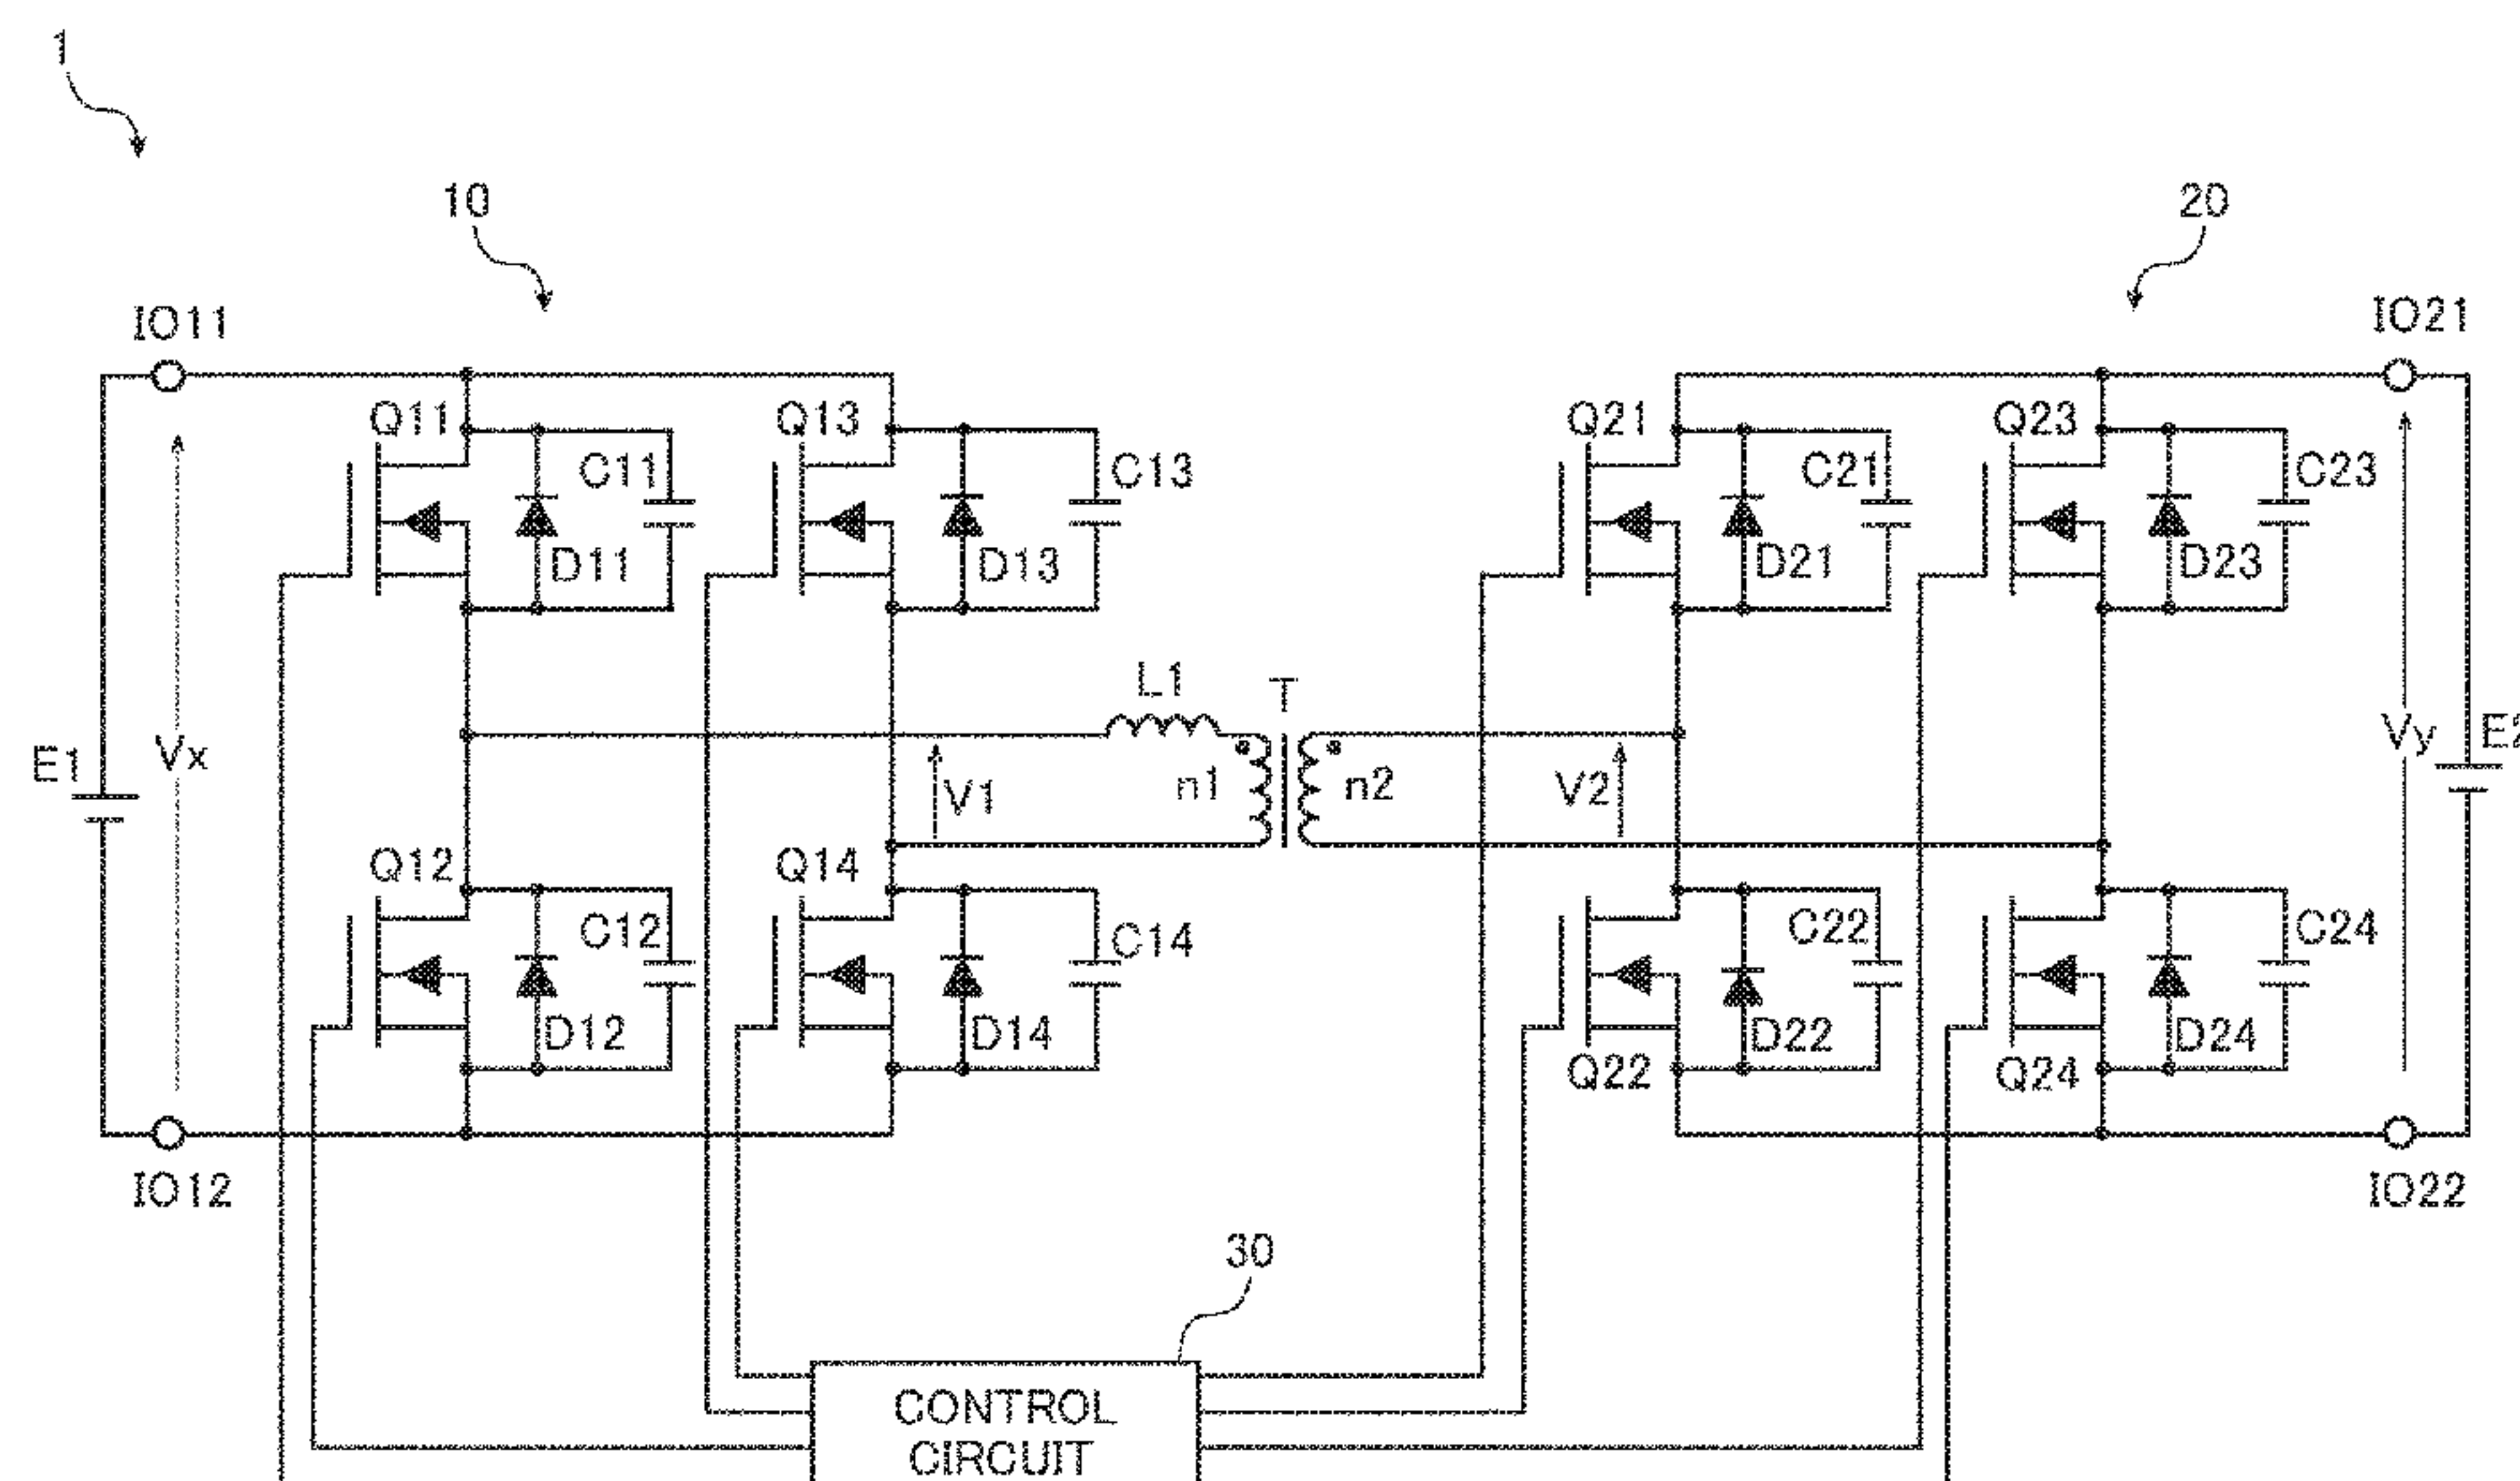 1
10
20
IO11
IO21
Q11
Q13
Q21
Q23
C11
C13
C21
C23
D11
D13
D21
D23
L1
T
E1
Vx
V1
n1
n2
V2
Vy
E2
Q12
Q14
C12
C14
C22
C24
D12
D14
D22
D24
Q22
Q24
IO12
IO22
30
CONTROL
CIRCUIT